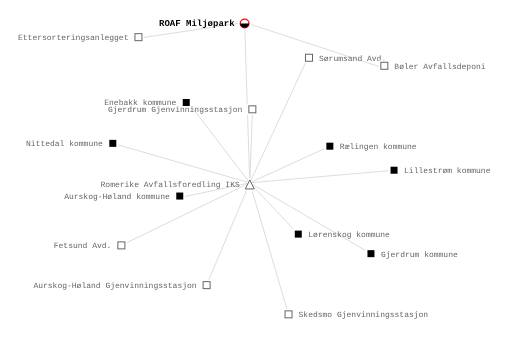 ROAF Miljøpark
Ettersorteringsanlegget
Sørumsand Avd.
Bøler Avfallsdeponi
Enebakk kommune
Gjerdrum Gjenvinningsstasjon
Nittedal kommune
Rælingen kommune
Lillestrøm kommune
Romerike Avfallsforedling IKS
Aurskog-Høland kommune
Lørenskog kommune
Fetsund Avd.
Gjerdrum kommune
Aurskog-Høland Gjenvinningsstasjon
Skedsmo Gjenvinningsstasjon